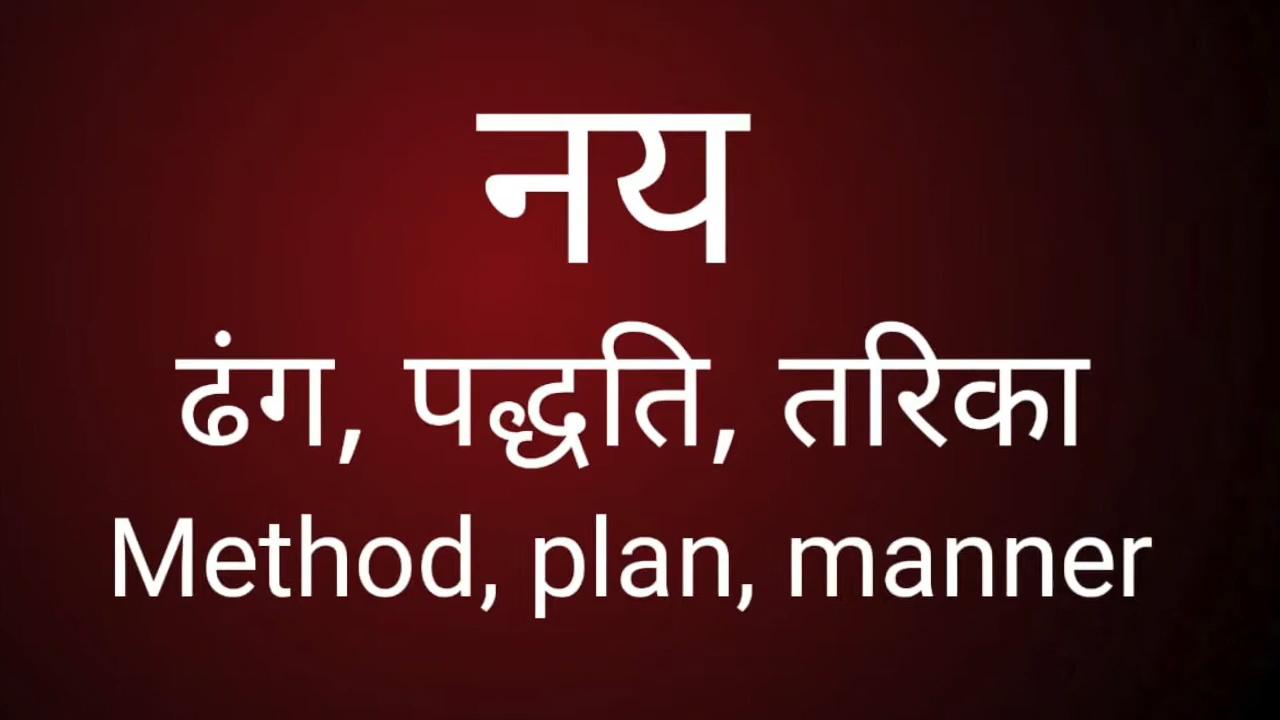 नय
ढंग, पद्धति, तरिका
Method, plan, manner